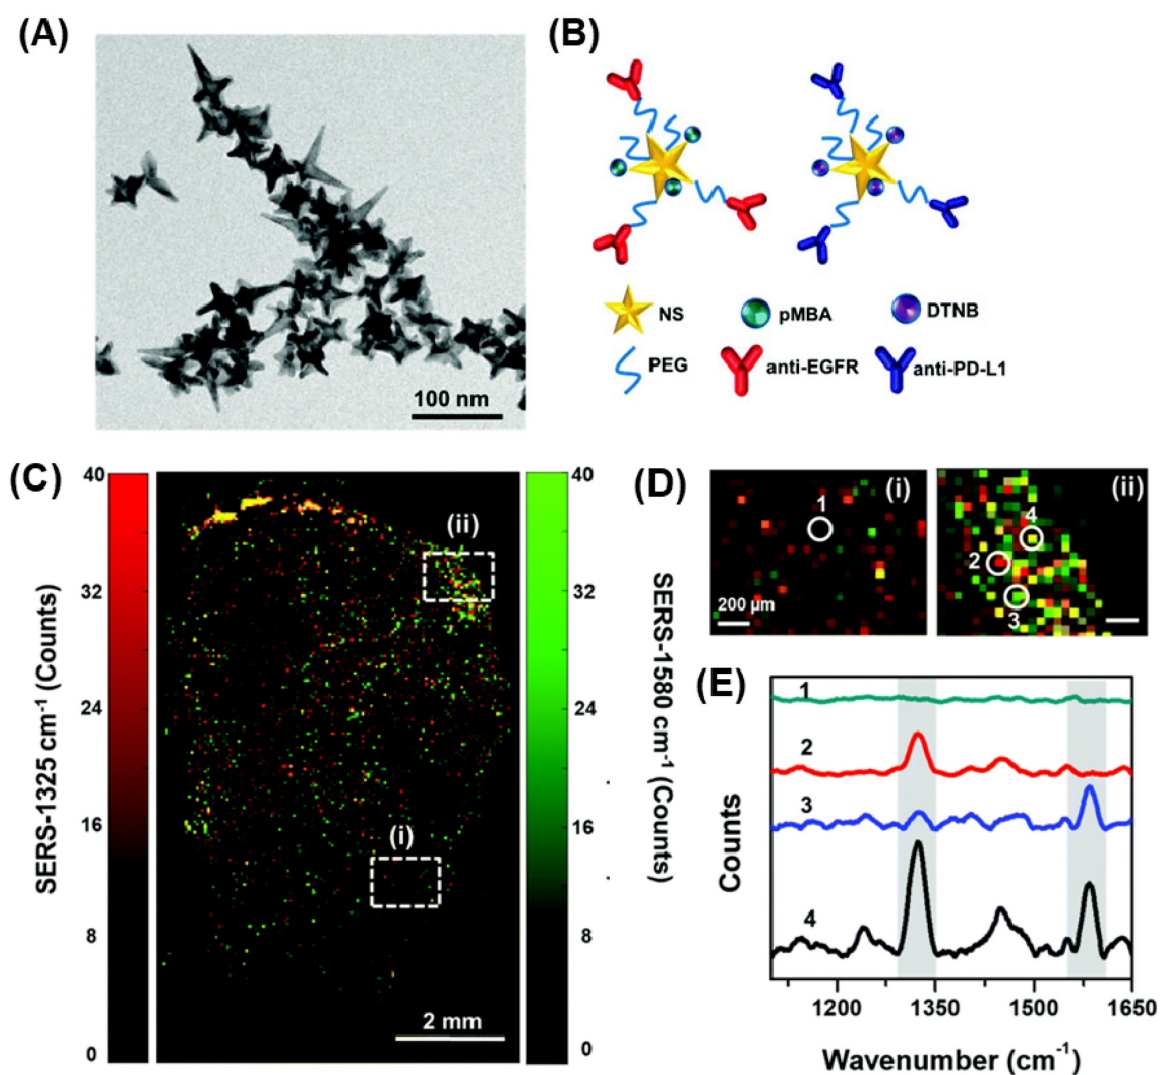 (A)
100 nm
(B)
NS
pMBA
DTNB
PEG
anti-EGFR
anti-PD-L1
(C)
SERS-1325 cm⁻¹ (Counts)
40
32
24
16
8
0
(ii)
(i)
2 mm
40
32
24
16
8
0
SERS-1580 cm⁻¹ (Counts)
(D)
(i)
1
200 µm
(ii)
4
2
3
(E)
Counts
1
2
3
4
1200
1350
1500
1650
Wavenumber (cm⁻¹)